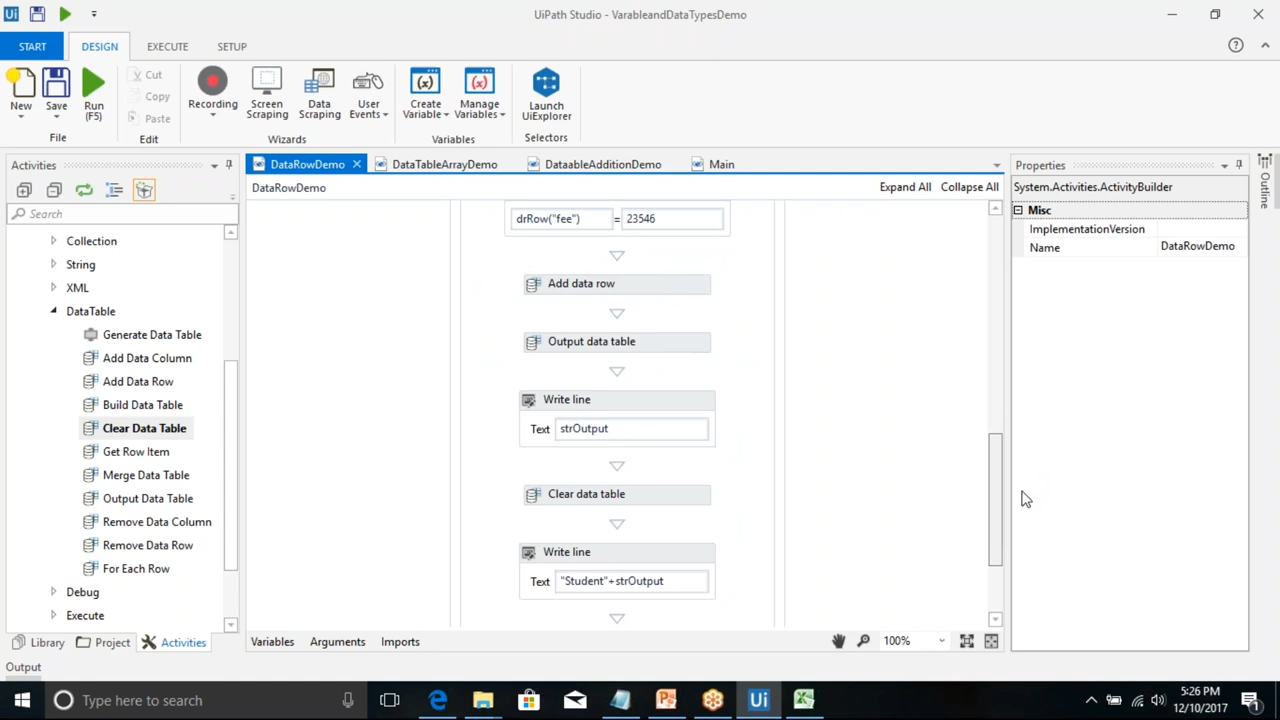 Ui
UiPath Studio - VarableandDataTypesDemo
START DESIGN EXECUTE SETUP
New Save Run (F5)
Cut
Copy
Paste
Recording Screen Scraping Data Scraping User Events
Create Variable Manage Variables
Launch UiExplorer
File Edit Wizards Variables Selectors
Activities
Search
Collection
String
XML
DataTable
Generate Data Table
Add Data Column
Add Data Row
Build Data Table
Clear Data Table
Get Row Item
Merge Data Table
Output Data Table
Remove Data Column
Remove Data Row
For Each Row
Debug
Execute
Library Project Activities
Output
DataRowDemo DataTableArrayDemo DataableAdditionDemo Main
DataRowDemo Expand All Collapse All
drRow("fee") = 23546
Add data row
Output data table
Write line
Text strOutput
Clear data table
Write line
Text "Student"+strOutput
Variables Arguments Imports 100%
Properties
System.Activities.ActivityBuilder
Misc
ImplementationVersion
Name DataRowDemo
Outline
Type here to search
Ui
5:26 PM
12/10/2017
1